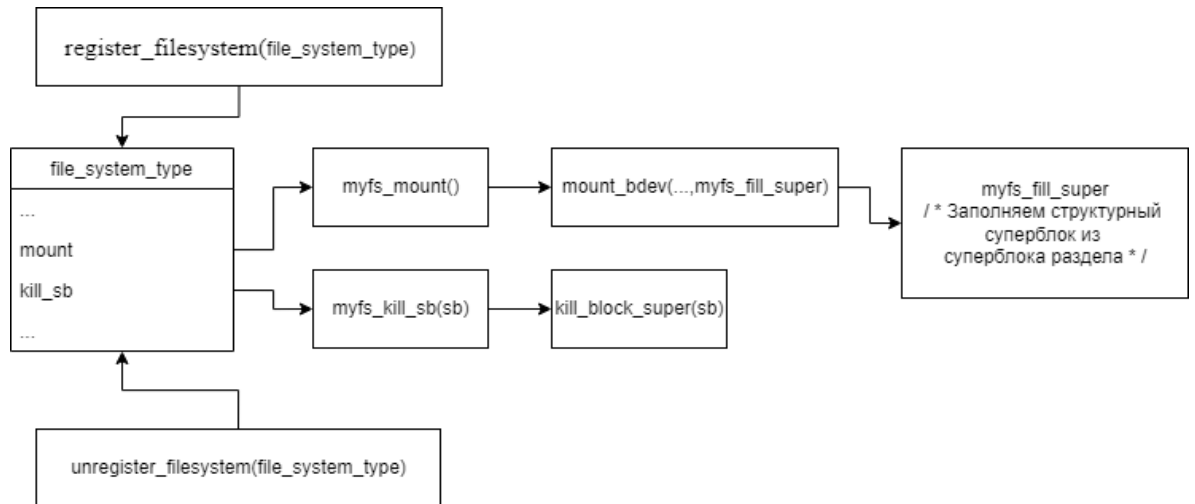 register_filesystem(file_system_type)
file_system_type
...
mount
kill_sb
...
myfs_mount()
mount_bdev(...,myfs_fill_super)
myfs_fill_super
/ * Заполняем структурный
суперблок из
суперблока раздела * /
myfs_kill_sb(sb)
kill_block_super(sb)
unregister_filesystem(file_system_type)